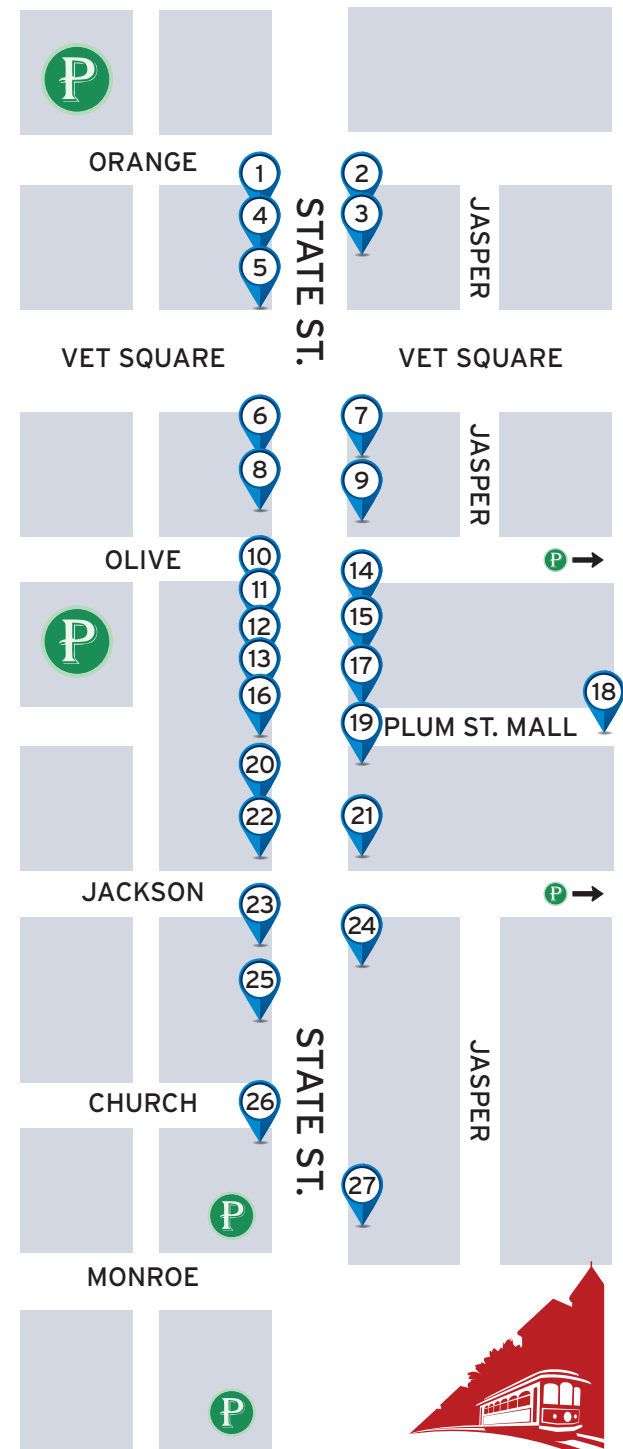 P
ORANGE
1
2
4
3
STATE ST.
JASPER
5
VET SQUARE
VET SQUARE
6
7
JASPER
8
9
10
OLIVE
P
14
11
15
12
P
13
17
16
18
19
PLUM ST. MALL
20
21
22
JACKSON
P
23
24
25
STATE ST.
JASPER
26
CHURCH
27
P
MONROE
P